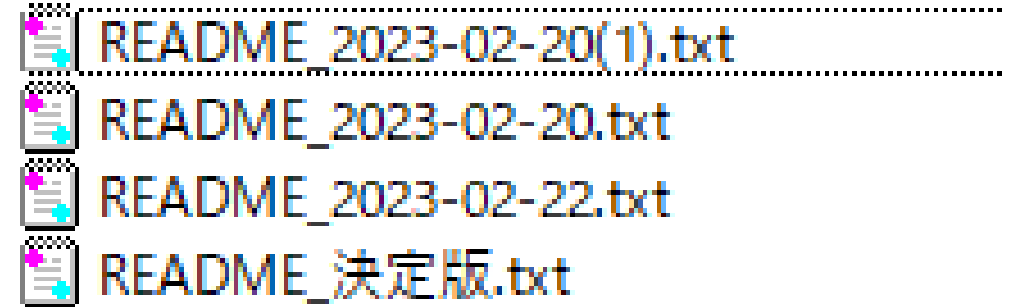 README_2023-02-20(1).txt
README_2023-02-20.txt
README_2023-02-22.txt
README_決定版.txt